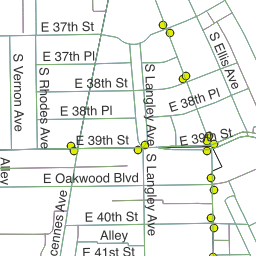 E 37th St
S Ellis Ave
E 37th Pl
S Vernon Ave
S Rhodes Ave
E 38th St
S Langley Ave
E 38th Pl
E 38th Pl
E 39th St
E 39th St
Alley
S Langley Ave
E Oakwood Blvd
cennes Ave
E 40th St
Alley
E 41st St